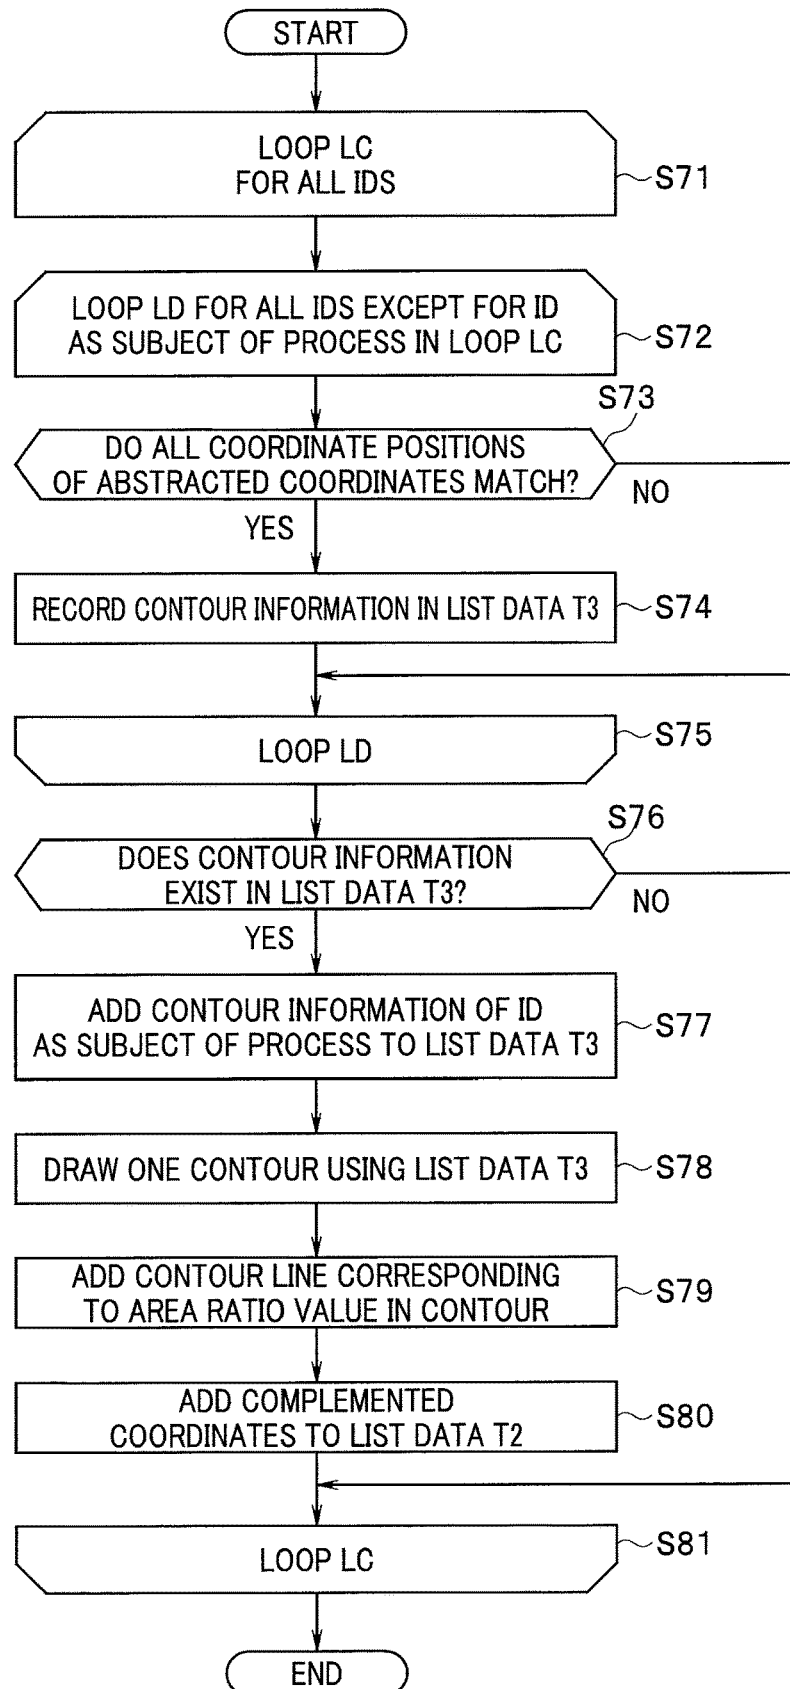 START
LOOP LC
FOR ALL IDS
S71
LOOP LD FOR ALL IDS EXCEPT FOR ID
AS SUBJECT OF PROCESS IN LOOP LC
S72
S73
DO ALL COORDINATE POSITIONS
OF ABSTRACTED COORDINATES MATCH?
NO
YES
RECORD CONTOUR INFORMATION IN LIST DATA T3
S74
LOOP LD
S75
S76
DOES CONTOUR INFORMATION
EXIST IN LIST DATA T3?
NO
YES
ADD CONTOUR INFORMATION OF ID
AS SUBJECT OF PROCESS TO LIST DATA T3
S77
DRAW ONE CONTOUR USING LIST DATA T3
S78
ADD CONTOUR LINE CORRESPONDING
TO AREA RATIO VALUE IN CONTOUR
S79
ADD COMPLEMENTED
COORDINATES TO LIST DATA T2
S80
LOOP LC
S81
END